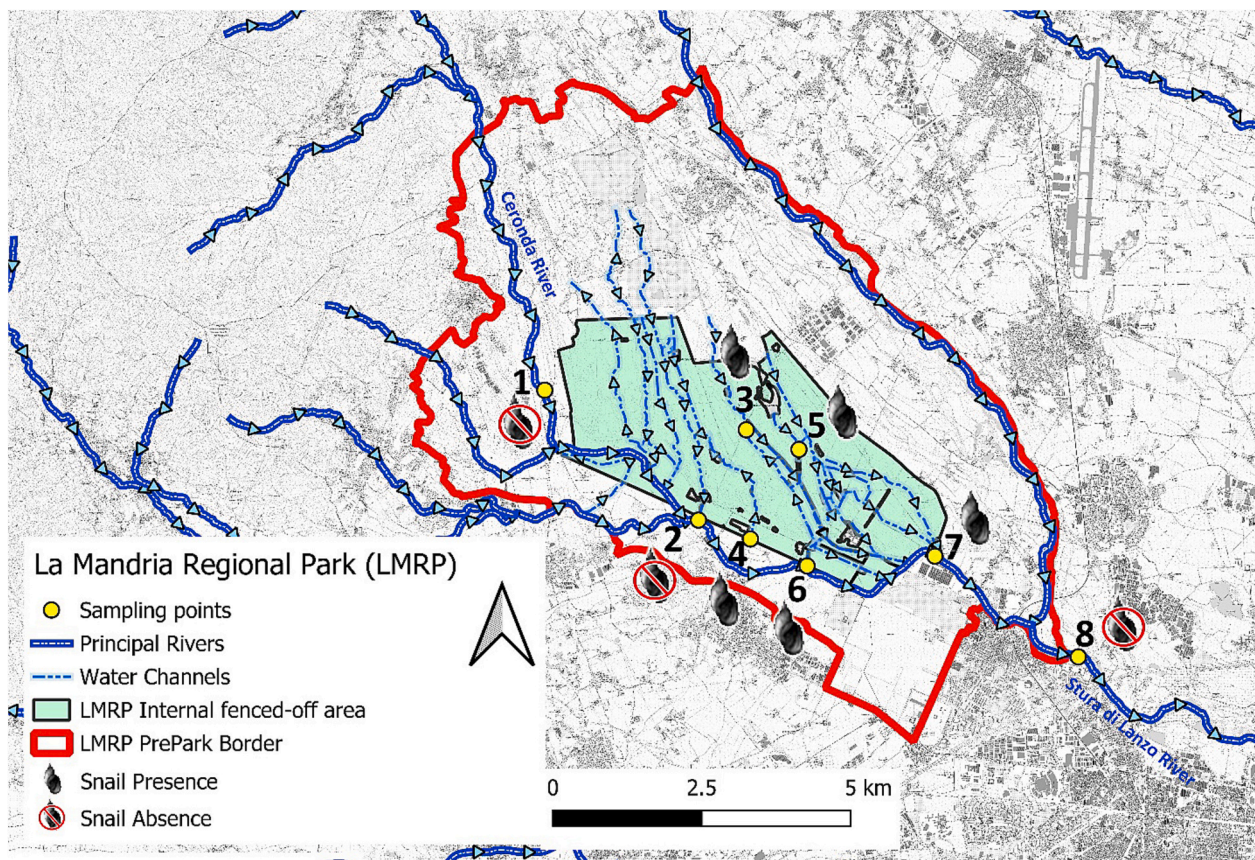 Ceronda River
1
3
5
2
4
6
7
8
Stura di Lanzo River
La Mandria Regional Park (LMRP)
Sampling points
Principal Rivers
Water Channels
LMRP Internal fenced-off area
LMRP PrePark Border
Snail Presence
Snail Absence
0 2.5 5 km